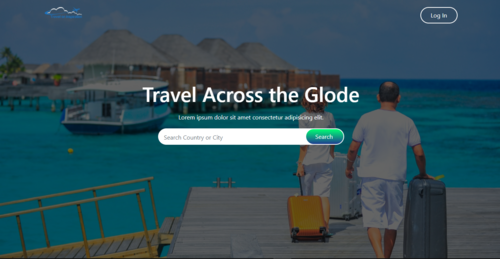 Log In
Travel Across the Glode
Lorem ipsum dolor sit amet consectetur adipisicing elit.
Search Country or City
Search